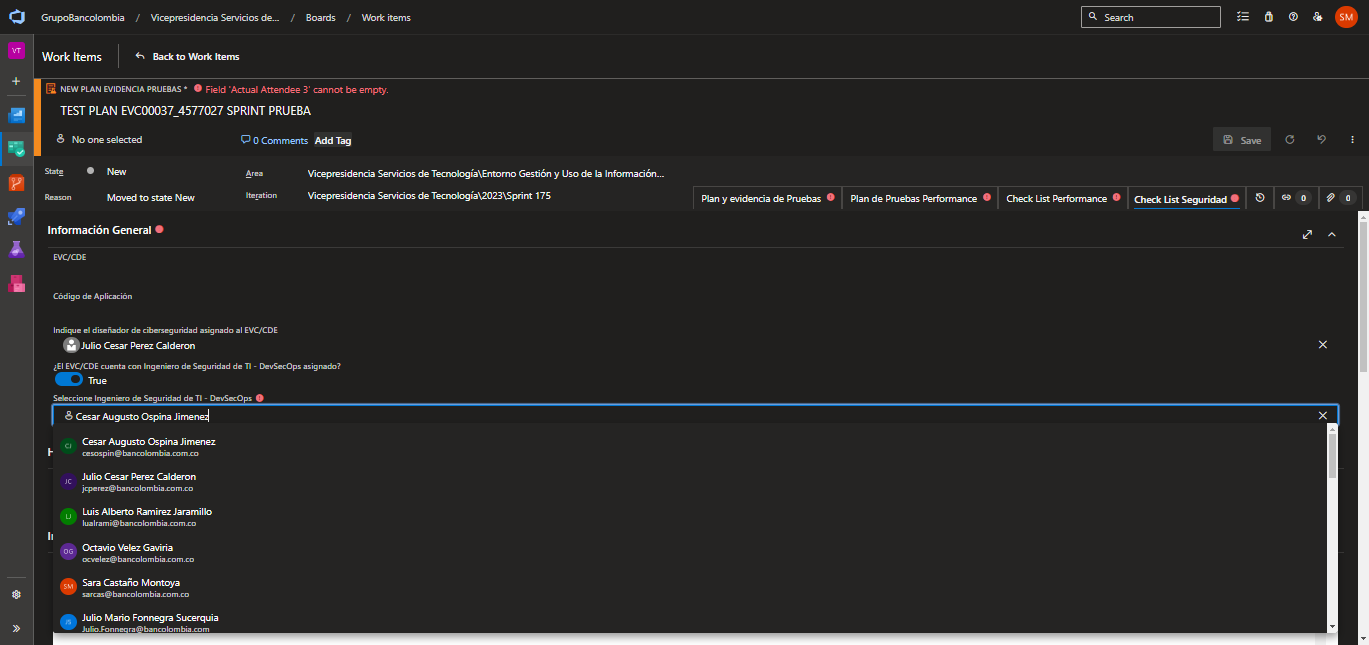 GrupoBancolombia / Vicepresidencia Servicios de... / Boards / Work items
Search
SM
VT
Work Items
Back to Work Items
NEW PLAN EVIDENCIA PRUEBAS * Field 'Actual Attendee 3' cannot be empty.
TEST PLAN EVC00037_4577027 SPRINT PRUEBA
No one selected
0 Comments
Add Tag
Save
State
New
Area
Vicepresidencia Servicios de Tecnología\Entorno Gestión y Uso de la Información...
Reason
Moved to state New
Iteration
Vicepresidencia Servicios de Tecnología\2023\Sprint 175
Plan y evidencia de Pruebas
Plan de Pruebas Performance
Check List Performance
Check List Seguridad
0
0
Información General
EVC/CDE
Código de Aplicación
Indique el diseñador de ciberseguridad asignado al EVC/CDE
Julio Cesar Perez Calderon
¿El EVC/CDE cuenta con Ingeniero de Seguridad de TI - DevSecOps asignado?
True
Seleccione Ingeniero de Seguridad de TI - DevSecOps
Cesar Augusto Ospina Jimenez
CJ
Cesar Augusto Ospina Jimenez
cesospin@bancolombia.com.co
JC
Julio Cesar Perez Calderon
jcperez@bancolombia.com.co
LJ
Luis Alberto Ramirez Jaramillo
lualrami@bancolombia.com.co
OG
Octavio Velez Gaviria
ocvelez@bancolombia.com.co
SM
Sara Castaño Montoya
sarcas@bancolombia.com.co
JS
Julio Mario Fonnegra Sucerquia
Julio.Fonnegra@bancolombia.com